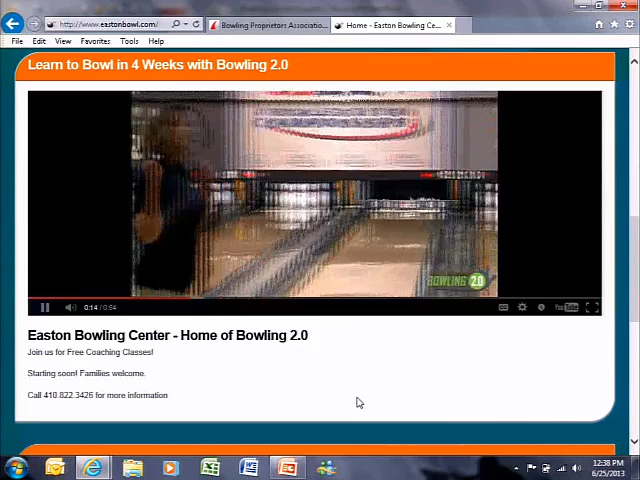 http://www.eastonbowl.com/
Bowling Proprietors Associatio...
Home - Easton Bowling Ce...
File Edit View Favorites Tools Help
Learn to Bowl in 4 Weeks with Bowling 2.0
BOWLING 2.0
0:14 / 0:54
YouTube
Easton Bowling Center - Home of Bowling 2.0
Join us for Free Coaching Classes!
Starting soon! Families welcome.
Call 410.822.3426 for more information
12:38 PM
6/25/2013